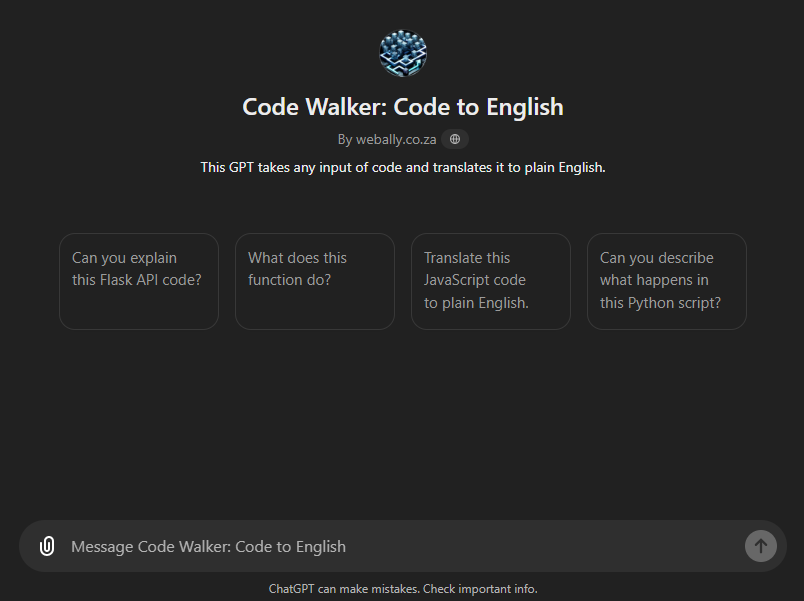 Code Walker: Code to English
By webally.co.za
This GPT takes any input of code and translates it to plain English.
Can you explain
this Flask API code?
What does this
function do?
Translate this
JavaScript code
to plain English.
Can you describe
what happens in
this Python script?
Message Code Walker: Code to English
ChatGPT can make mistakes. Check important info.